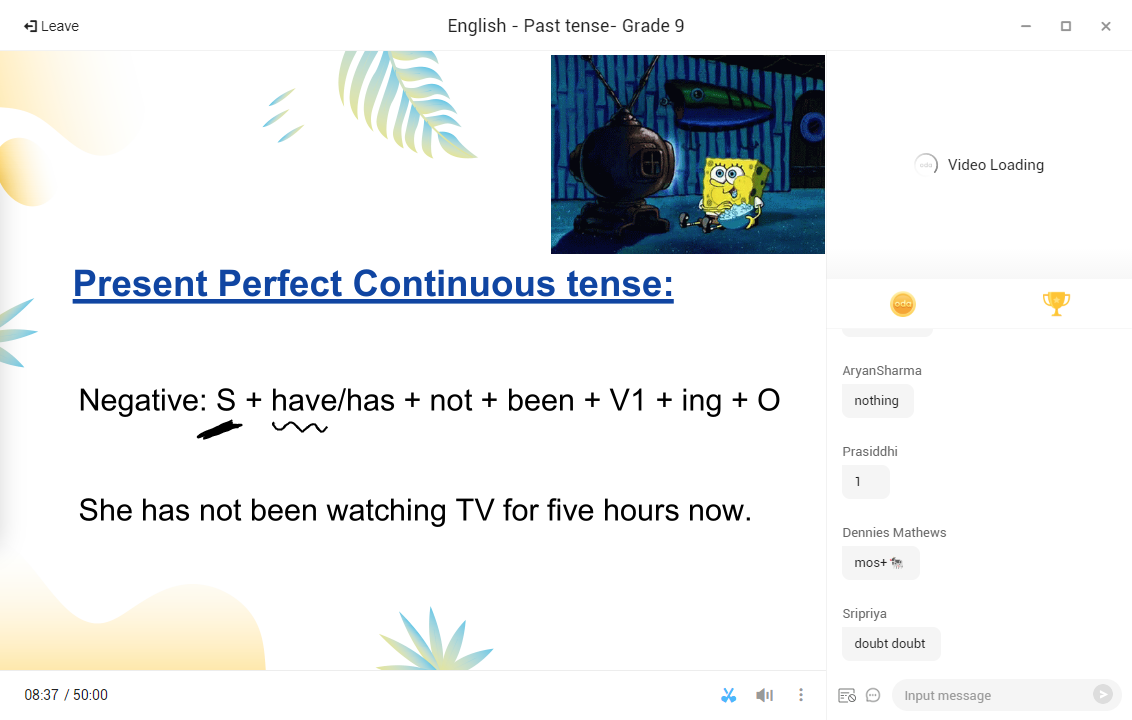 Leave
English - Past tense- Grade 9
Video Loading
Present Perfect Continuous tense:
Negative: S + have/has + not + been + V1 + ing + O
She has not been watching TV for five hours now.
oda
AryanSharma
nothing
Prasiddhi
1
Dennies Mathews
mos+🐄
Sripriya
doubt doubt
08:37 / 50:00
Input message